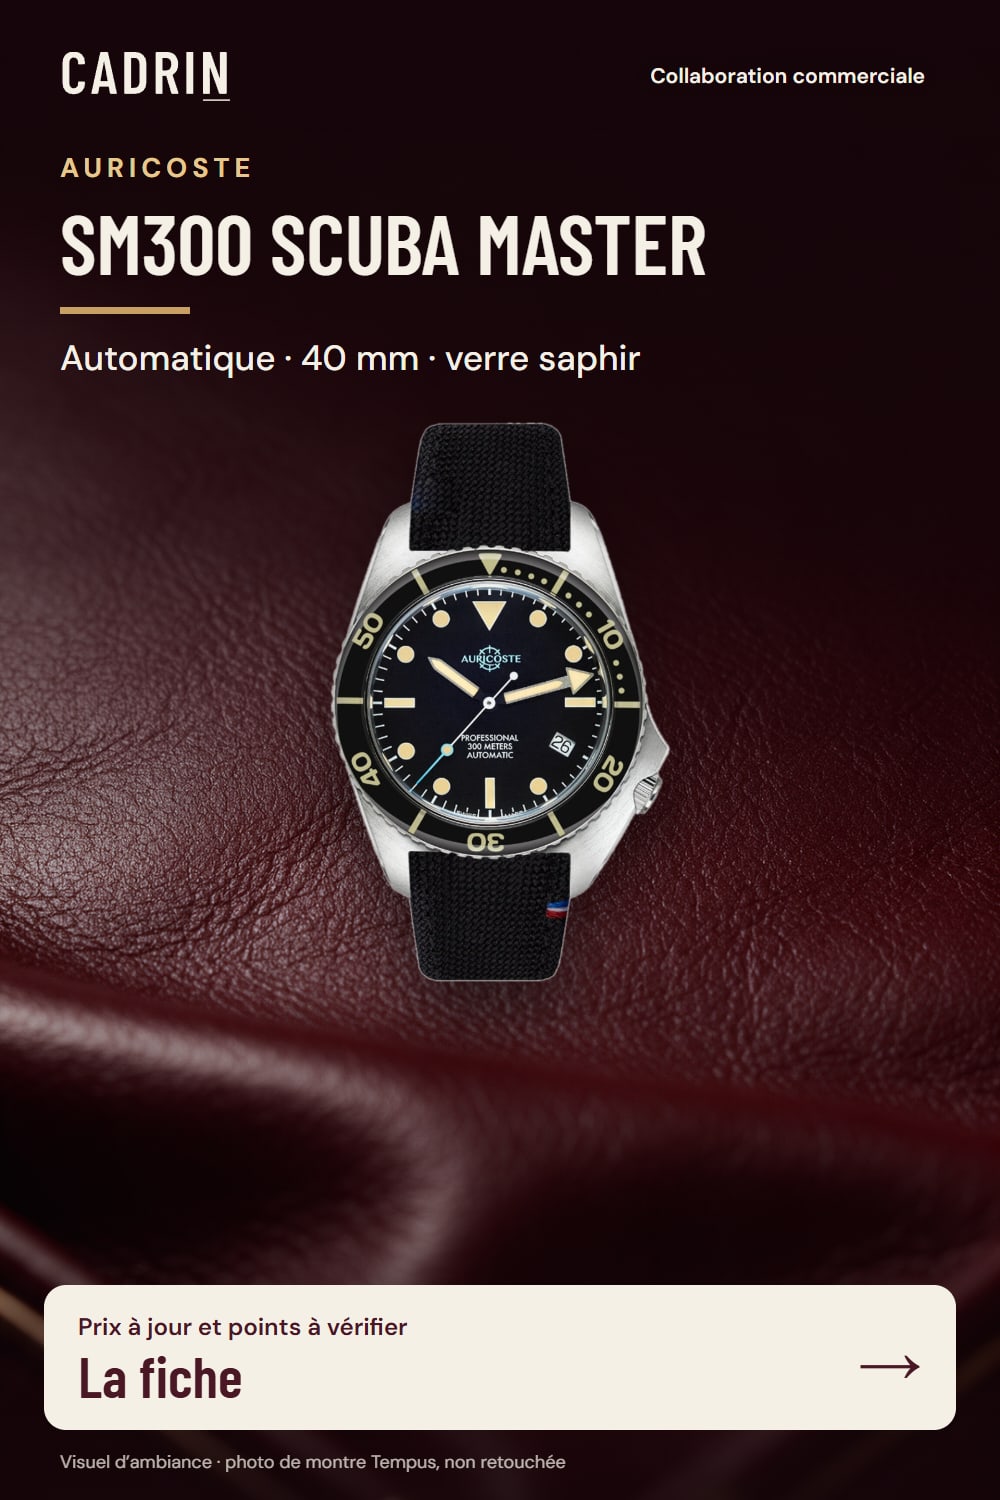 CADRIN
Collaboration commerciale
AURICOSTE
SM300 SCUBA MASTER
Automatique · 40 mm · verre saphir
10
50
AURICOSTE
PROFESSIONAL
300 METERS
AUTOMATIC
26
40
20
30
Prix à jour et points à vérifier
La fiche
Visuel d’ambiance · photo de montre Tempus, non retouchée